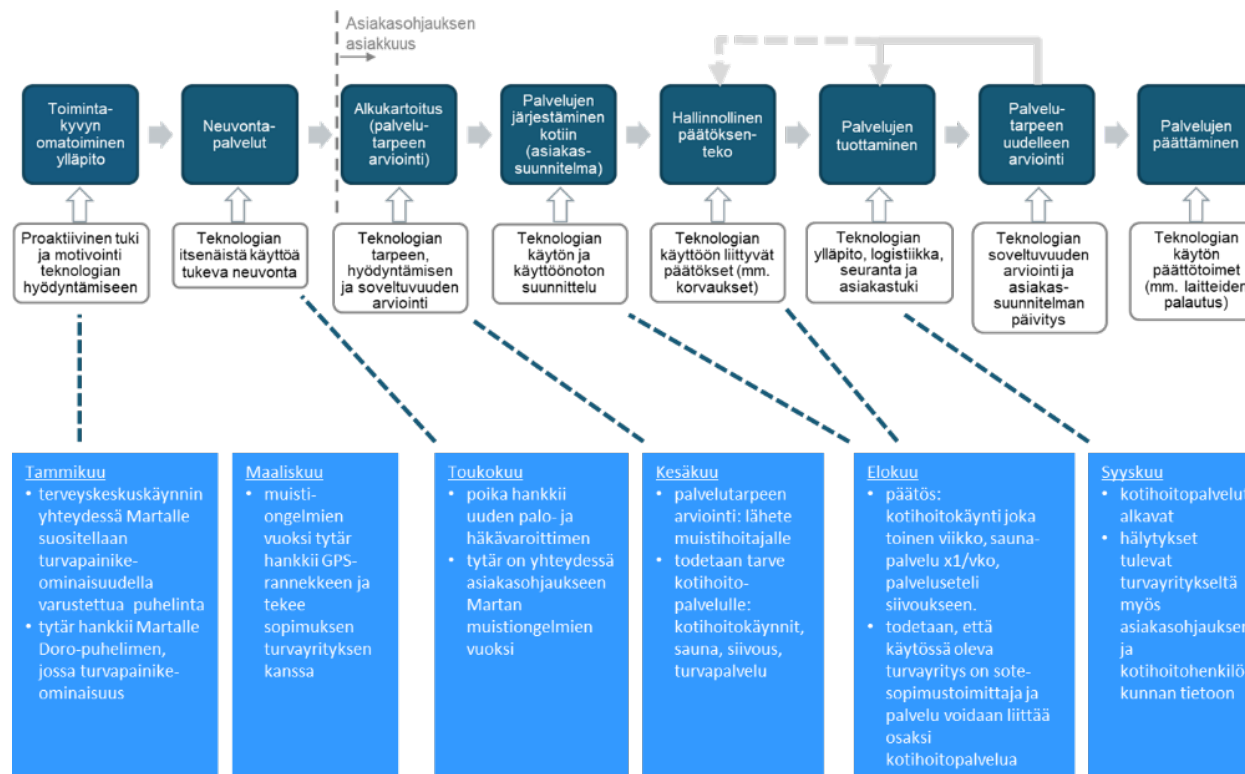 Asiakasohjauksen
asiakkuus
Toiminta-
kyvyn
omatoiminen
ylläpito
Neuvonta-
palvelut
Alkukartoitus
(palvelu-
tarpeen
arviointi)
Palvelujen
järjestäminen
kotiin
(asiakas-
suunnitelma)
Hallinnollinen
päätöksen-
teko
Palvelujen
tuottaminen
Palvelu-
tarpeen
uudelleen
arviointi
Palvelujen
päättäminen
Proaktiivinen tuki
ja motivointi
teknologian
hyödyntämiseen
Teknologian
itsenäistä käyttöä
tukeva neuvonta
Teknologian
tarpeen,
hyödyntämisen
ja soveltuvuuden
arviointi
Teknologian
käytön ja
käyttöönoton
suunnittelu
Teknologian
käyttöön liittyvät
päätökset (mm.
korvaukset)
Teknologian
ylläpito, logistiikka,
seuranta ja
asiakastuki
Teknologian
soveltuvuuden
arviointi ja
asiakas-
suunnitelman
päivitys
Teknologian
käytön
päättötoimet
(mm. laitteiden
palautus)
Tammikuu
• terveyskeskuskäynnin
yhteydessä Martalle
suositellaan
turvapainike-
ominaisuudella
varustettua puhelinta
• tytär hankkii Martalle
Doro-puhelimen,
jossa turvapainike-
ominaisuus
Maaliskuu
• muisti-
ongelmien
vuoksi tytär
hankkii GPS-
rannekkeen ja
tekee
sopimuksen
turvayrityksen
kanssa
Toukokuu
• poika hankkii
uuden palo- ja
häkävaroittimen
• tytär on yhteydessä
asiakasohjaukseen
Martan
muistiongelmien
vuoksi
Kesäkuu
• palvelutarpeen
arviointi: lähete
muistihoitajalle
• todetaan tarve
kotihoito-
palvelulle:
kotihoitokäynnit,
sauna, siivous,
turvapalvelu
Elokuu
• päätös:
kotihoitokäynti joka
toinen viikko, sauna-
palvelu x1/vko,
palveluseteli
siivoukseen.
• todetaan, että
käytössä oleva
turvayritys on sote-
sopimustoimittaja ja
palvelu voidaan liittää
osaksi
kotihoitopalvelua
Syyskuu
• kotihoitopalvelut
alkavat
• hälytykset
tulevat
turvayritykseltä
myös
asiakasohjauksen
ja
kotihoitohenkilö
kunnan tietoon